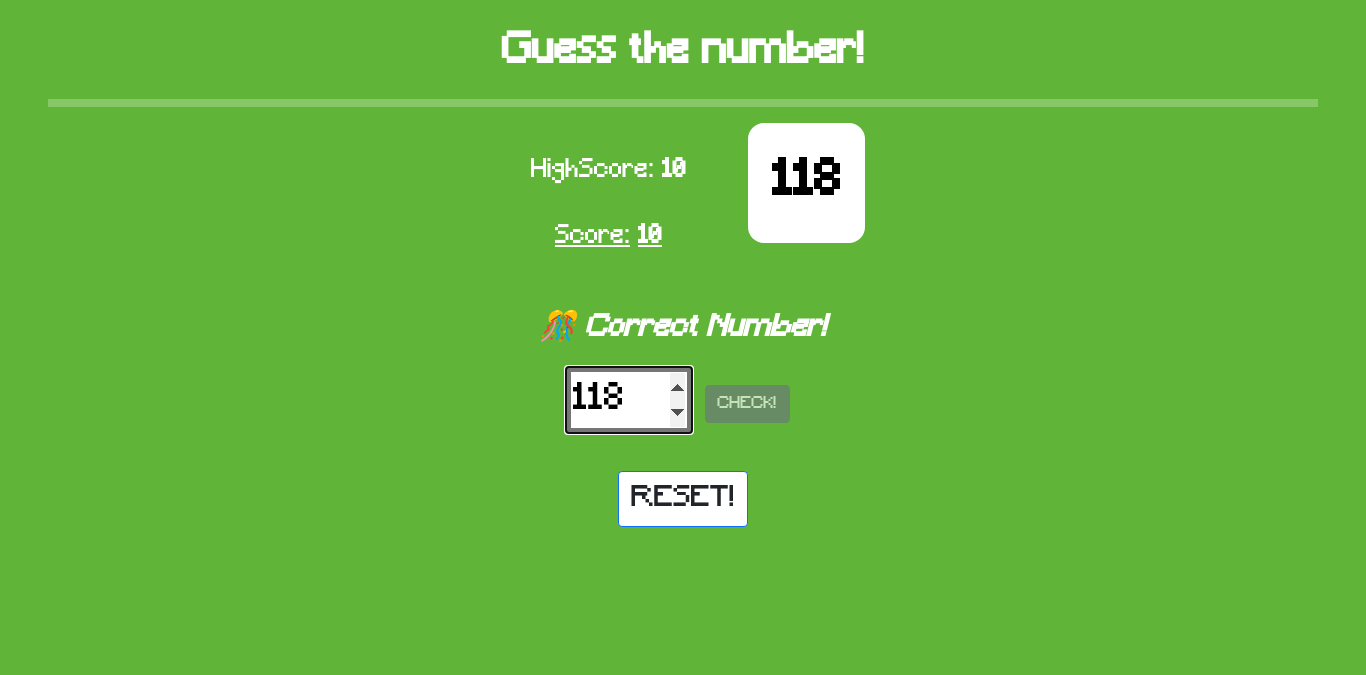 Guess the number!
HighScore: 10
118
Score: 10
🎊 Correct Number!
118
CHECK!
RESET!